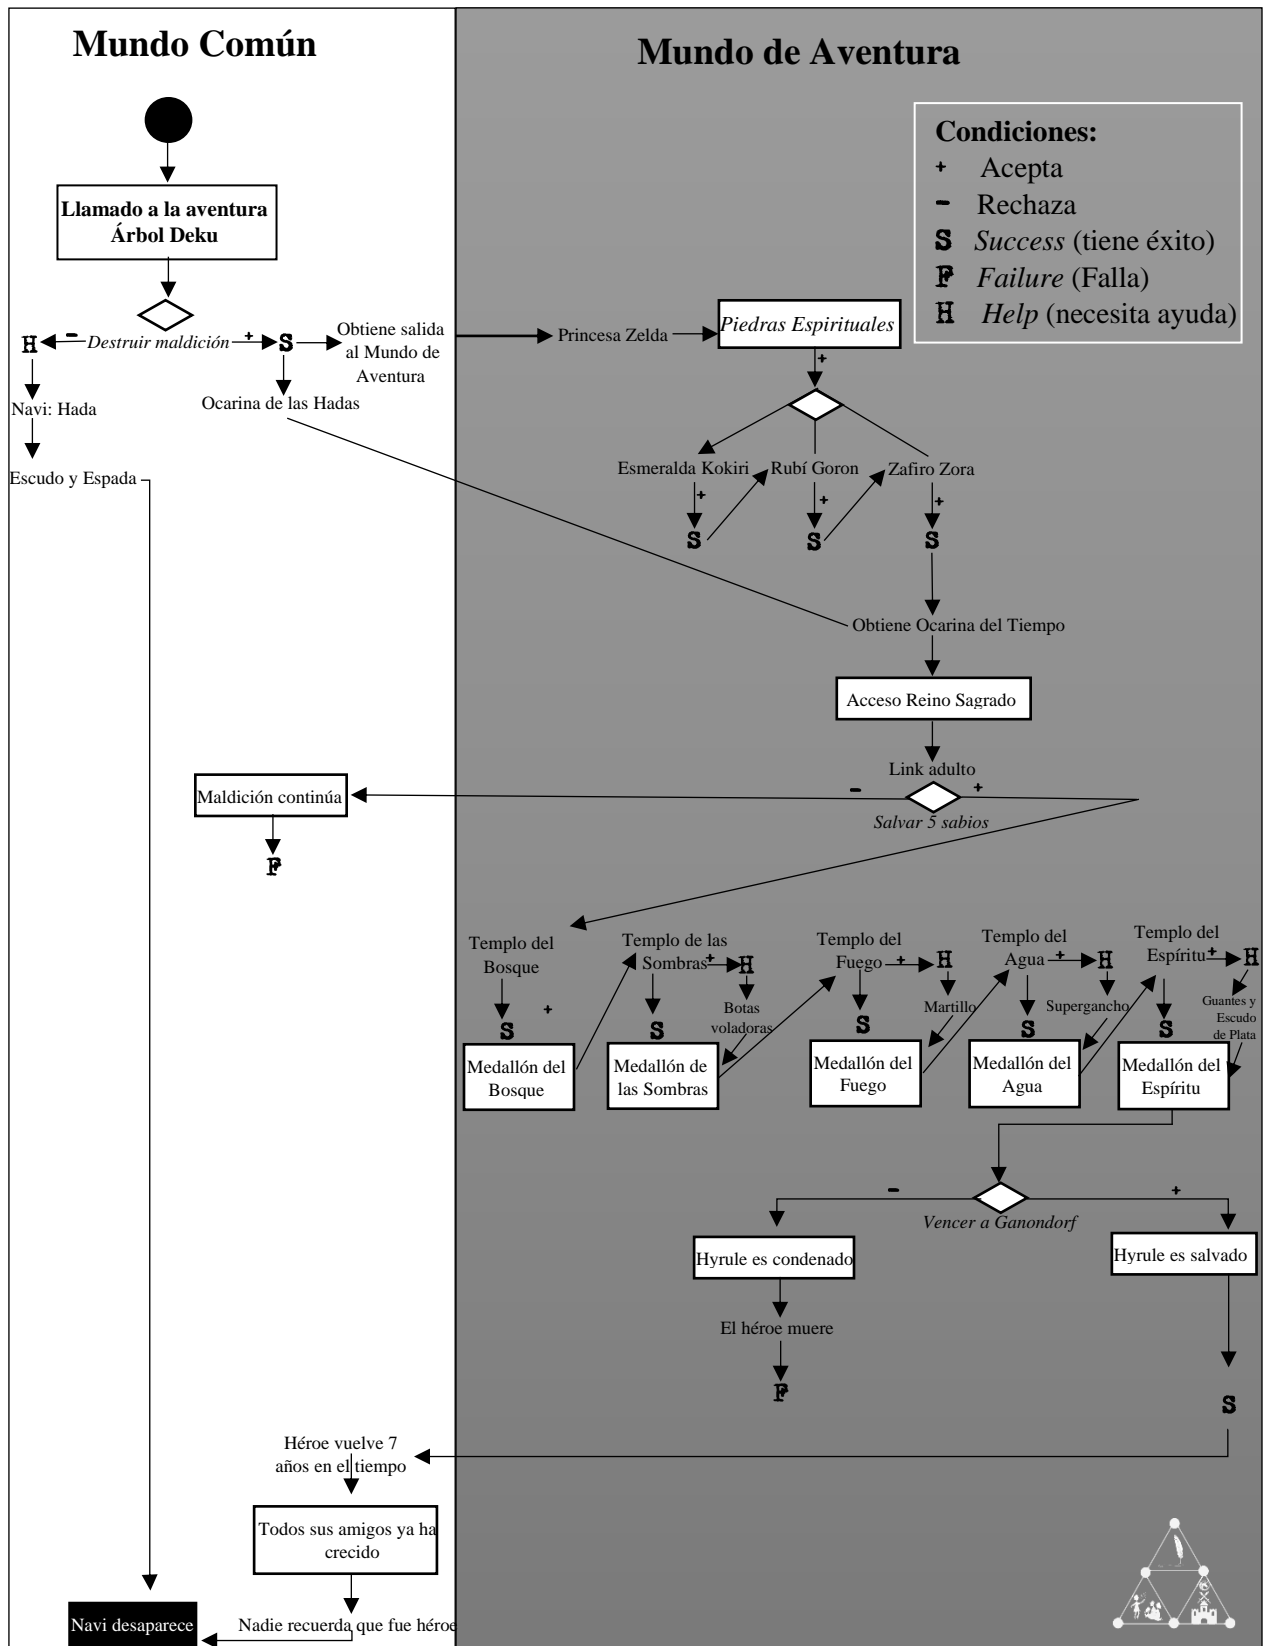 Mundo Común
Mundo de Aventura
Condiciones:
+ Acepta
- Rechaza
S Success (tiene éxito)
F Failure (Falla)
H Help (necesita ayuda)
Llamado a la aventura
Árbol Deku
H
-
Destruir maldición
+
S
Obtiene salida
al Mundo de
Aventura
Princesa Zelda
Piedras Espirituales
+
Navi: Hada
Ocarina de las Hadas
Escudo y Espada
Esmeralda Kokiri
Rubí Goron
Zafiro Zora
+
+
+
S
S
S
Obtiene Ocarina del Tiempo
Acceso Reino Sagrado
Link adulto
-
+
Salvar 5 sabios
Maldición continúa
F
Templo del
Bosque
+
S
Medallón del
Bosque
Templo de las
Sombras
+
H
Botas
voladoras
S
Medallón de
las Sombras
Templo del
Fuego
+
H
Martillo
S
Medallón del
Fuego
Templo del
Agua
+
H
Supergancho
S
Medallón del
Agua
Templo del
Espíritu
+
H
Guantes y
Escudo
de Plata
S
Medallón del
Espíritu
-
+
Vencer a Ganondorf
Hyrule es condenado
Hyrule es salvado
El héroe muere
F
S
Héroe vuelve 7
años en el tiempo
Todos sus amigos ya ha
crecido
Nadie recuerda que fue héroe
Navi desaparece